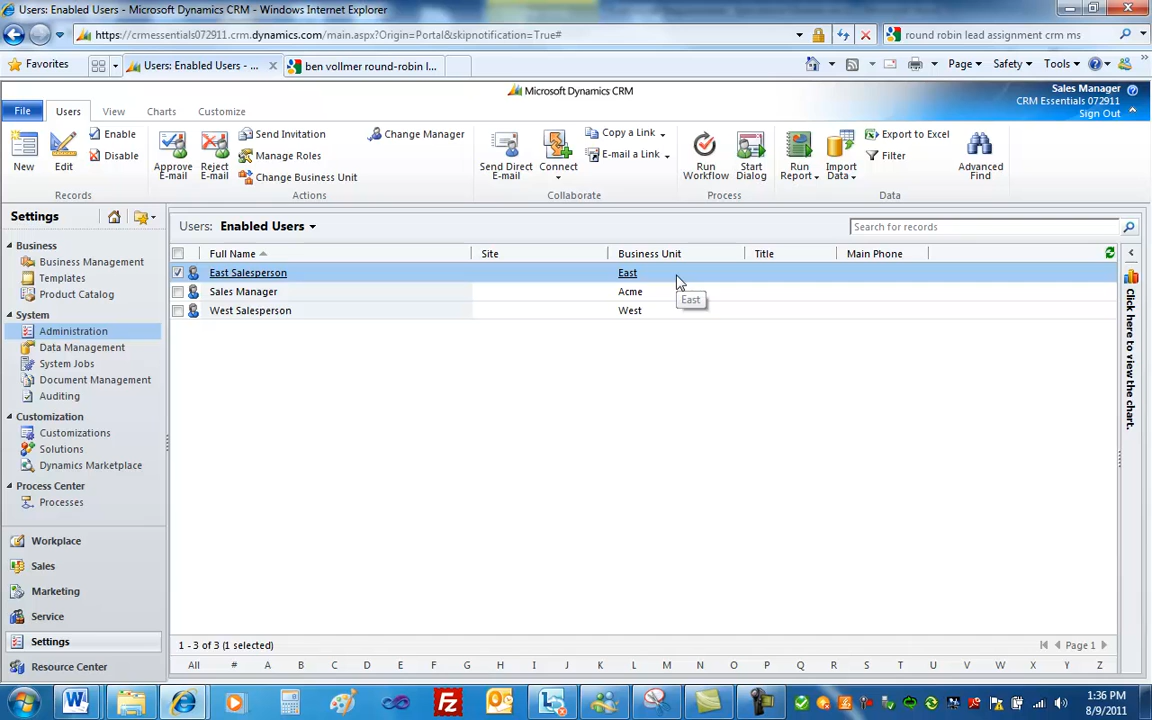 Users: Enabled Users - Microsoft Dynamics CRM - Windows Internet Explorer
https://crmessentials072911.crm.dynamics.com/main.aspx?Origin=Portal&skipnotification=True#
round robin lead assignment crm ms
Favorites
Users: Enabled Users - ...
ben vollmer round-robin l...
Page
Safety
Tools
Microsoft Dynamics CRM
Sales Manager
CRM Essentials 072911
Sign Out
File
Users
View
Charts
Customize
New
Edit
Enable
Disable
Records
Approve E-mail
Reject E-mail
Send Invitation
Manage Roles
Change Business Unit
Change Manager
Actions
Send Direct E-mail
Connect
Copy a Link
E-mail a Link
Collaborate
Run Workflow
Start Dialog
Process
Run Report
Import Data
Export to Excel
Filter
Data
Advanced Find
Settings
Business
Business Management
Templates
Product Catalog
System
Administration
Data Management
System Jobs
Document Management
Auditing
Customization
Customizations
Solutions
Dynamics Marketplace
Process Center
Processes
Workplace
Sales
Marketing
Service
Settings
Resource Center
Users: Enabled Users
Search for records
Full Name Site Business Unit Title Main Phone
East Salesperson East
Sales Manager Acme
West Salesperson West
East
Click here to view the chart.
1 - 3 of 3 (1 selected)
Page 1
All # A B C D E F G H I J K L M N O P Q R S T U V W X Y Z
1:36 PM
8/9/2011